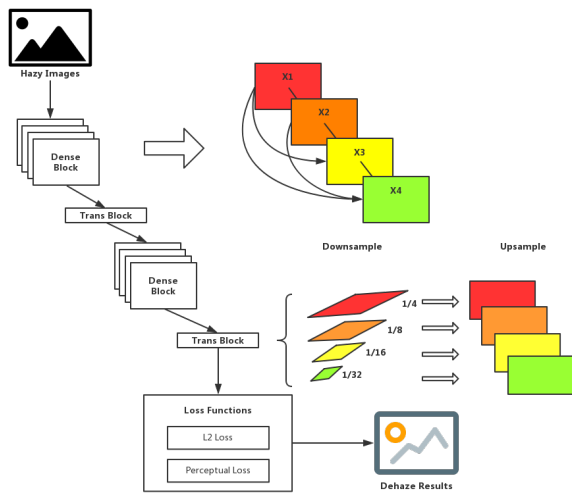 Hazy Images
X1
X2
X3
X4
Dense
Block
Trans Block
Dense
Block
Trans Block
Downsample
Upsample
1/4
1/8
1/16
1/32
Loss Functions
L2 Loss
Perceptual Loss
Dehaze Results